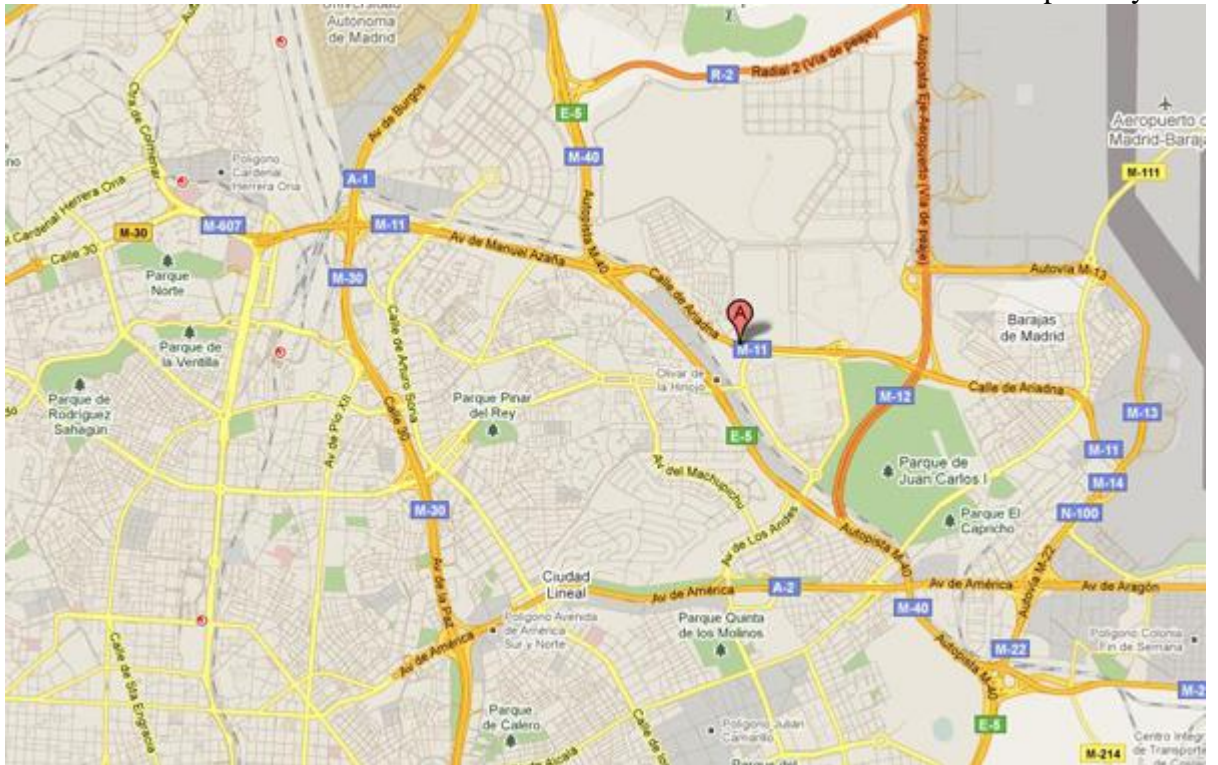 Autonoma
de Madrid
Av de Burgos
Ctra de Colmenar
E-5
R-2
Radial 2 (Vía de peaje)
Autopista Eje-Aeropuerto (Vía de peaje)
Aeropuerto
Madrid-Baraj
M-111
M-40
Autopista M-40
Polígono
Cardenal
Herrera Oria
Cardenal Herrera Oria
A-1
M-30
M-607
M-11
Av de Manuel Azaña
Calle 30
Parque
Norte
M-30
Calle de Ariadna
A
M-11
Autovía M-13
Barajas
de Madrid
Parque de
la Ventilla
Calle de Arturo Soria
Olivar de
la Hinojo
Calle de Ariadna
M-12
M-13
Parque de
Rodríguez
Sahagún
Av de Pio XII
Calle 30
Parque Pinar
del Rey
E-5
M-11
Parque de
Juan Carlos I
M-14
N-100
Av del Machupichu
Parque El
Capricho
M-30
Av de Los Andes
Autopista M-40
Autovía M-22
Ciudad
Lineal
Av de la Paz
Av de América
A-2
Av de América
Av de Aragón
M-40
Polígono Avenida
de América
Sur y Norte
Parque Quinta
de los Molinos
Av de América
Calle de Sta Engracia
Autopista M-40
M-22
Polígono Colonia
Fin de Semana
Parque
de Calero
Polígono Julián
Camarillo
E-5
M-2
M-214
Centro Integ
de Transporte
Alcalá
Parque del